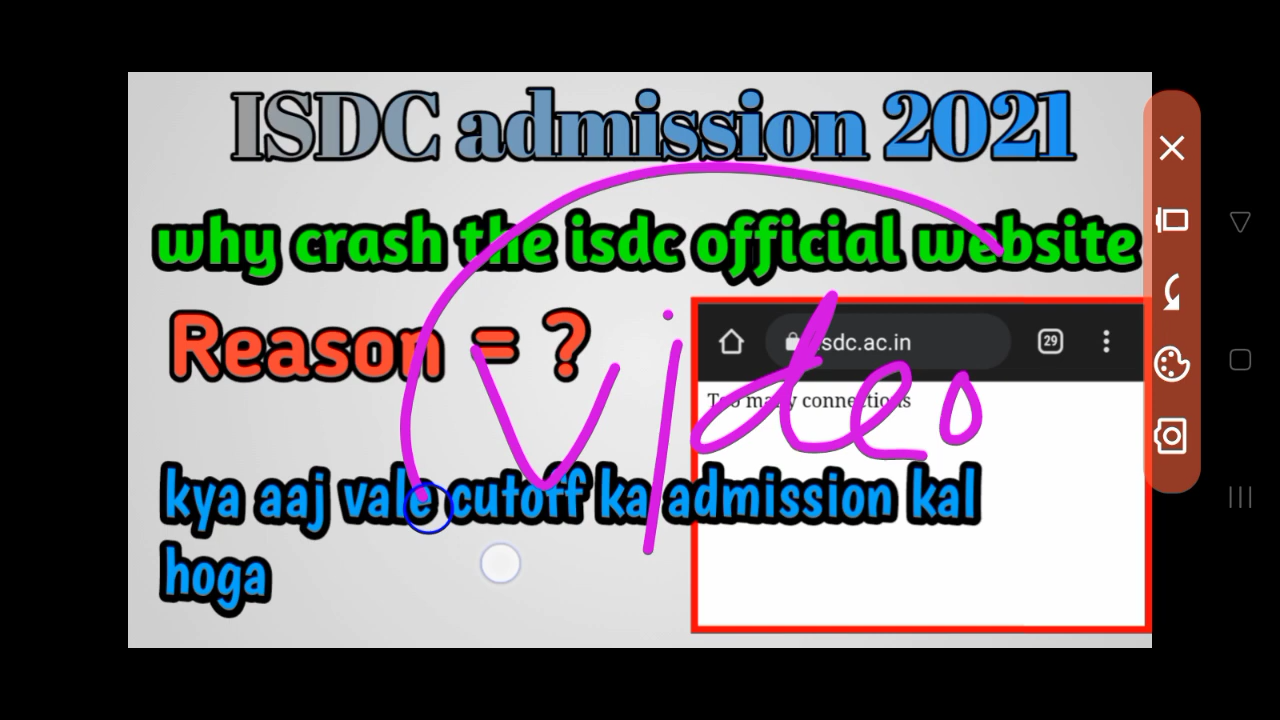 ISDC admission 2021
why crash the isdc official website
Reason = ?
29
sdc.ac.in
Too many connections
video
kya aaj vale cutoff ka admission kal
hoga